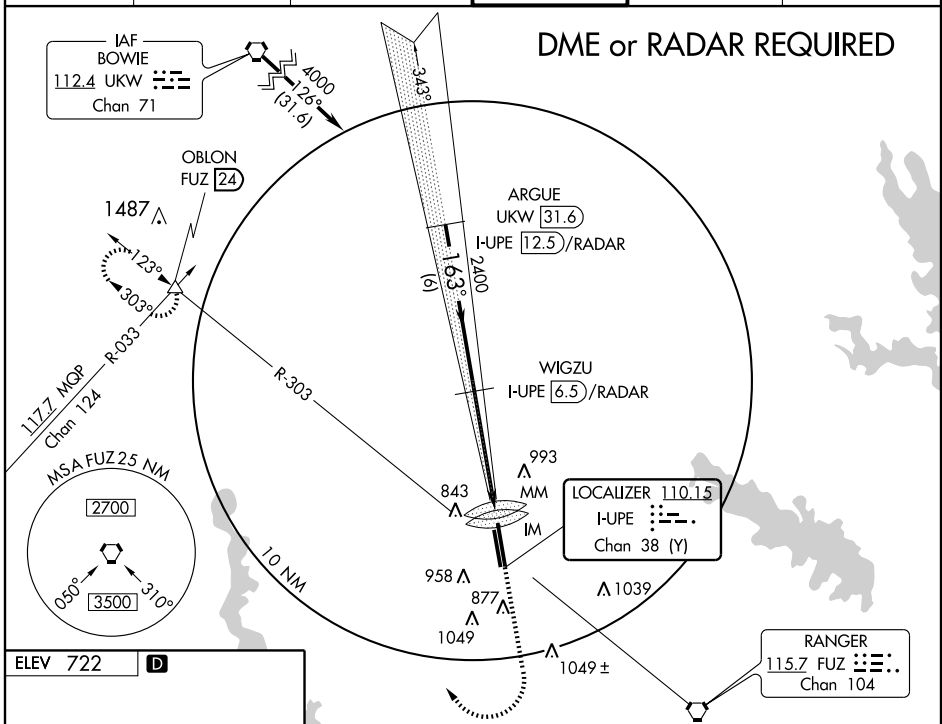 DME or RADAR REQUIRED
IAF
BOWIE
112.4 UKW
Chan 71
4000
126°
(31.6)
343°
OBLON
FUZ 24
1487
ARGUE
UKW 31.6
I-UPE 12.5/RADAR
2400
163°
(6)
123°
303°
R-033
117.7 MQP
Chan 124
R-303
WIGZU
I-UPE 6.5/RADAR
MSA FUZ 25 NM
2700
050°
310°
3500
10 NM
993
843
MM
IM
LOCALIZER 110.15
I-UPE
Chan 38 (Y)
958
877
1039
1049
1049 ±
RANGER
115.7 FUZ
Chan 104
ELEV 722
D